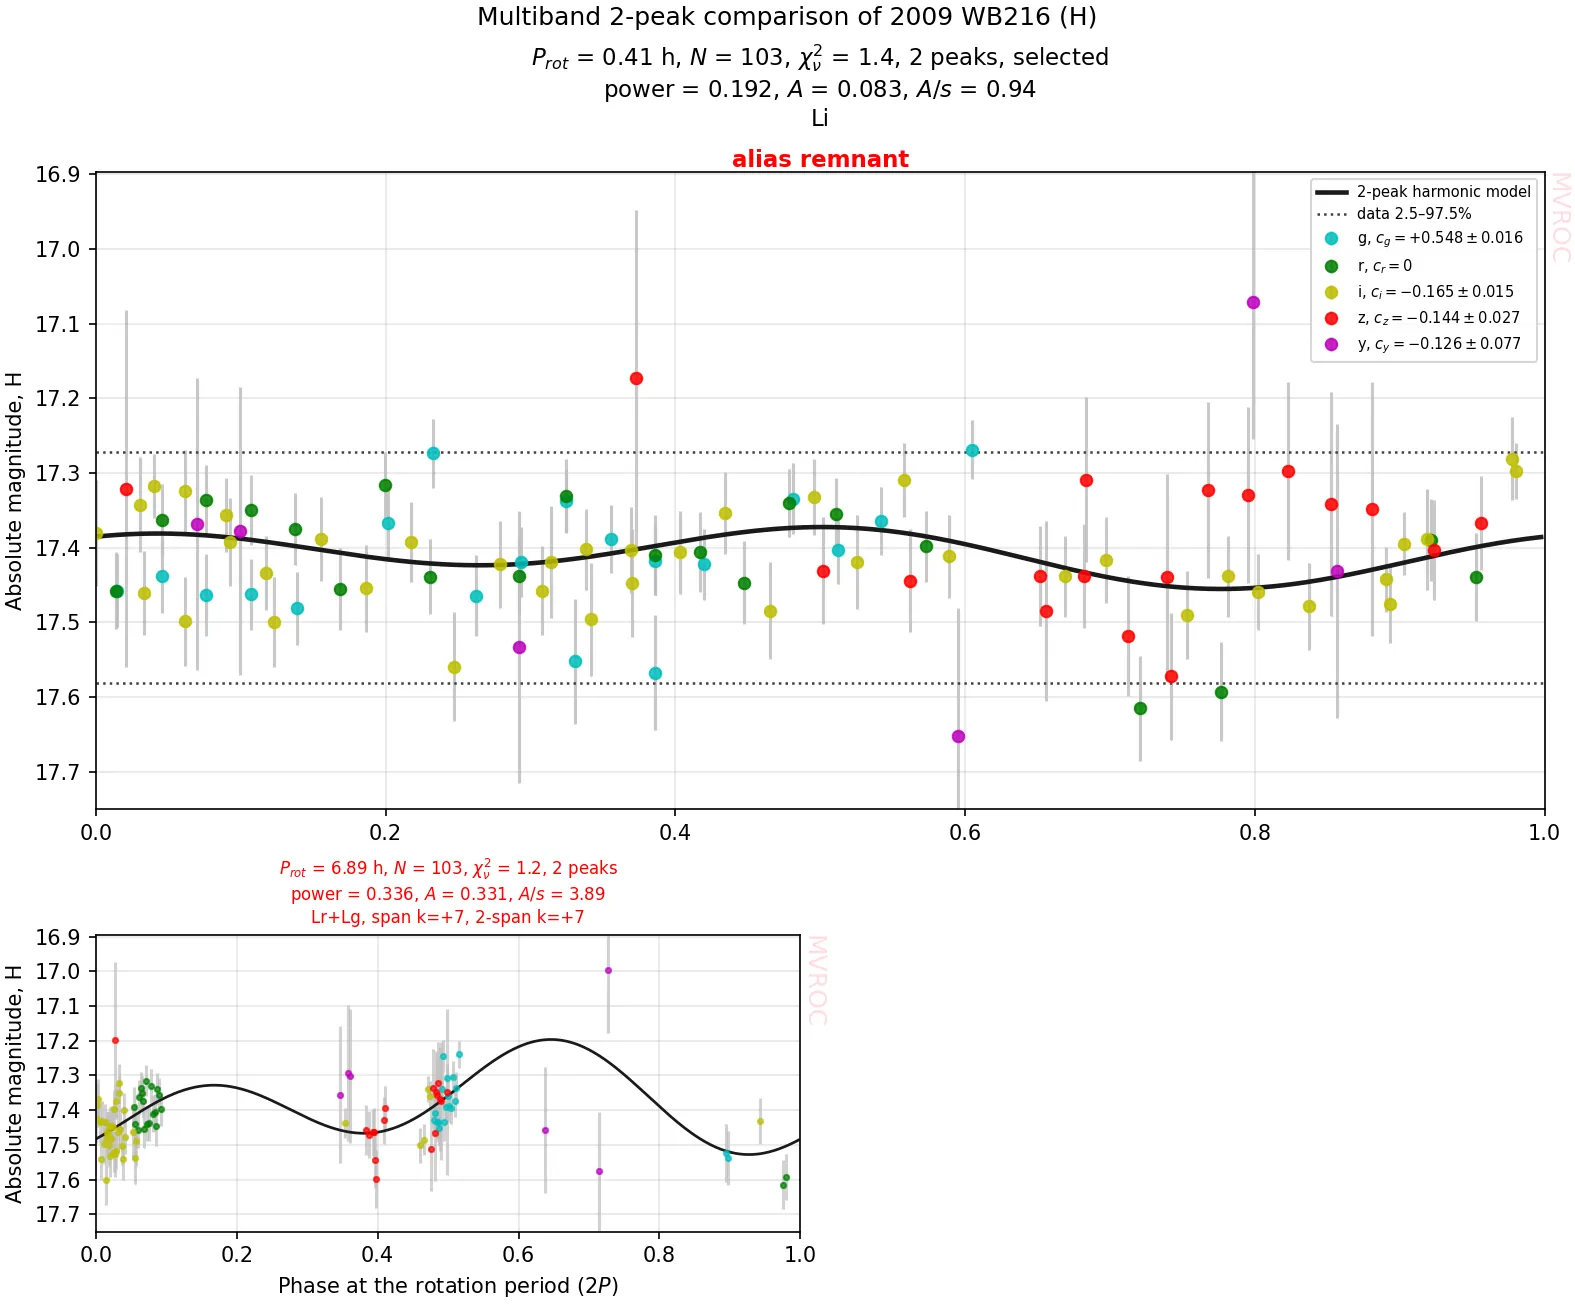 Multiband 2-peak comparison of 2009 WB216 (H)
P_rot = 0.41 h, N = 103, χ²_ν = 1.4, 2 peaks, selected
power = 0.192, A = 0.083, A/s = 0.94
Li
alias remnant
MVROC
2-peak harmonic model
data 2.5–97.5%
g, c_g = +0.548 ± 0.016
r, c_r = 0
i, c_i = −0.165 ± 0.015
z, c_z = −0.144 ± 0.027
y, c_y = −0.126 ± 0.077
Absolute magnitude, H
16.9
17.0
17.1
17.2
17.3
17.4
17.5
17.6
17.7
0.0 0.2 0.4 0.6 0.8 1.0
P_rot = 6.89 h, N = 103, χ²_ν = 1.2, 2 peaks
power = 0.336, A = 0.331, A/s = 3.89
Lr+Lg, span k=+7, 2-span k=+7
MVROC
Absolute magnitude, H
16.9
17.0
17.1
17.2
17.3
17.4
17.5
17.6
17.7
0.0 0.2 0.4 0.6 0.8 1.0
Phase at the rotation period (2P)